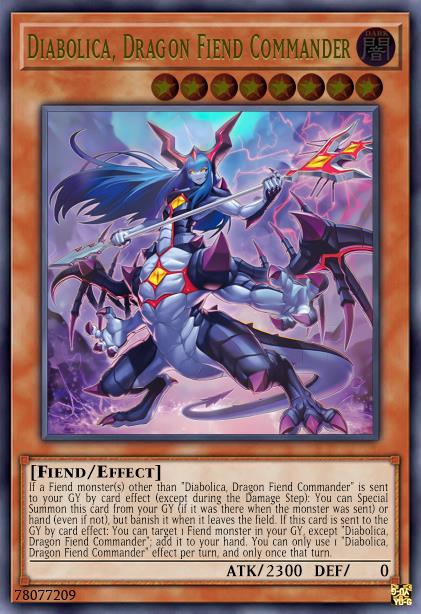 DIABOLICA, DRAGON FIEND COMMANDER
DARK
闇
[FIEND/EFFECT]
If a Fiend monster(s) other than "Diabolica, Dragon Fiend Commander" is sent
to your GY by card effect (except during the Damage Step): You can Special
Summon this card from your GY (if it was there when the monster was sent) or
hand (even if not), but banish it when it leaves the field. If this card is sent to the
GY by card effect: You can target 1 Fiend monster in your GY, except "Diabolica,
Dragon Fiend Commander"; add it to your hand. You can only use 1 "Diabolica,
Dragon Fiend Commander" effect per turn, and only once that turn.
ATK/2300 DEF/ 0
78077209